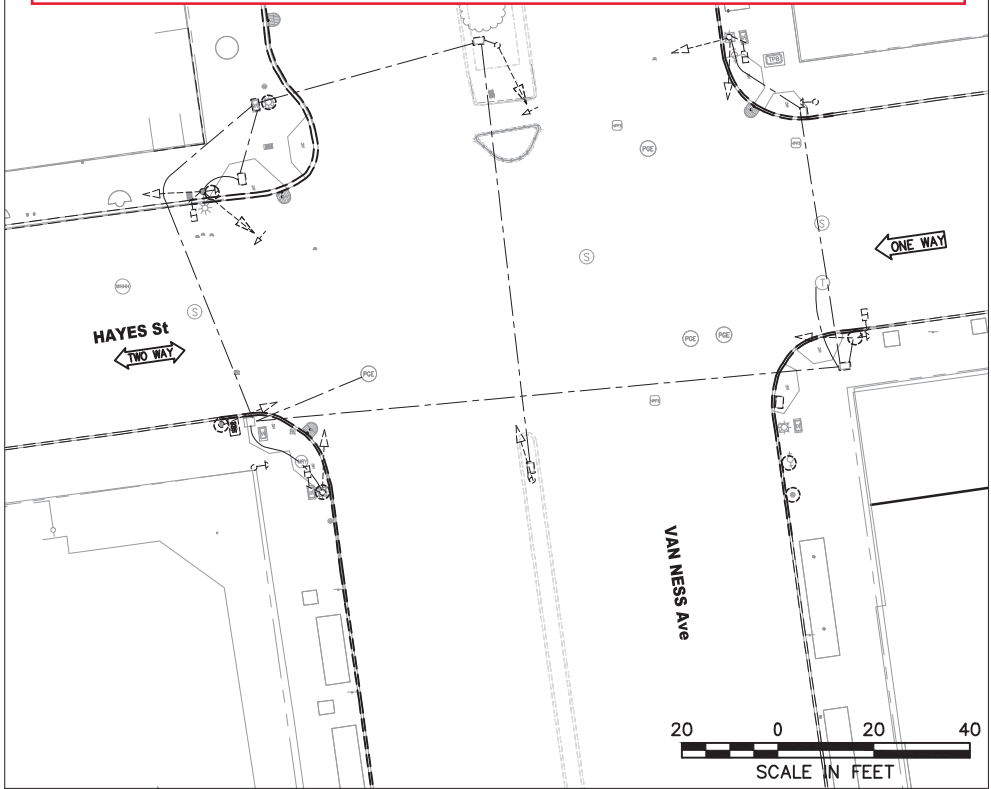 TPB
PGE
S
ONE WAY
S
MHHH
T
S
HAYES St
TWO WAY
PGE
PGE
PGE
VAN NESS Ave
20 0 20 40
SCALE IN FEET